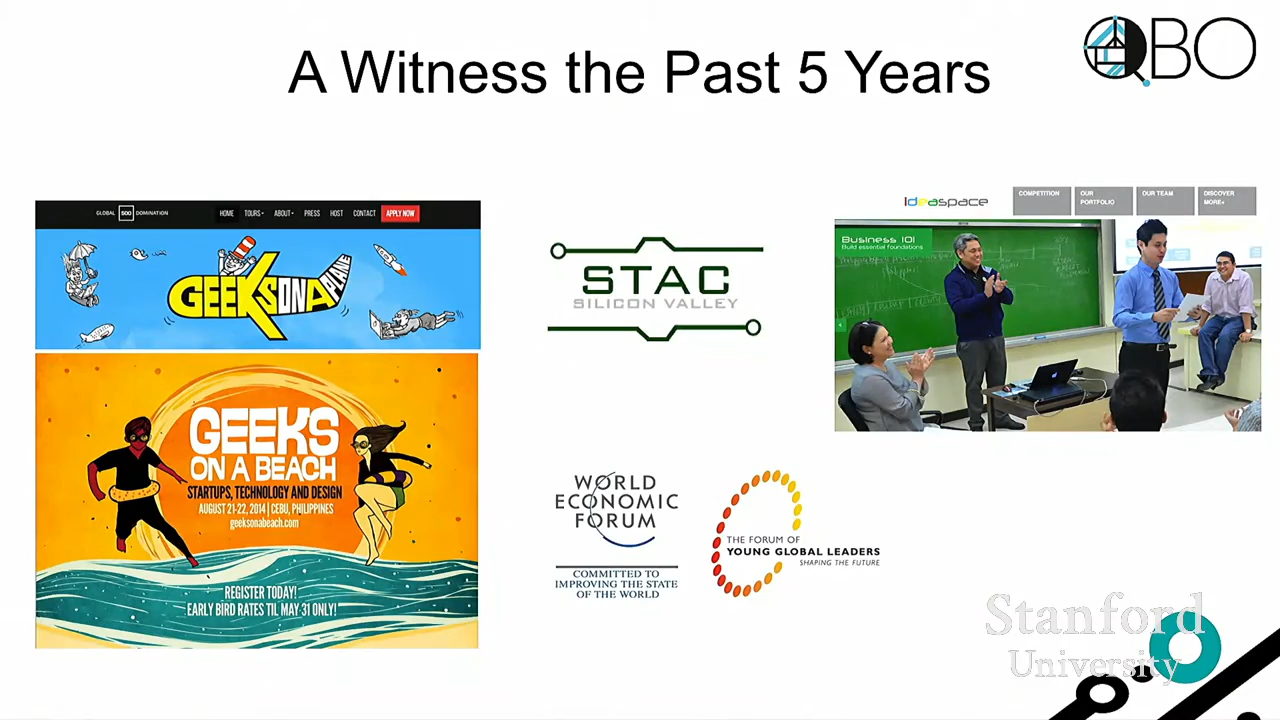 A Witness the Past 5 Years
QBO
GLOBAL 500 DOMINATION
HOME TOURS ABOUT PRESS HOST CONTACT APPLY NOW
GEEKS ON A PLANE
GEEKS
ON A BEACH
STARTUPS, TECHNOLOGY AND DESIGN
AUGUST 21-22, 2014 | CEBU, PHILIPPINES
geeksonabeach.com
REGISTER TODAY!
EARLY BIRD RATES TIL MAY 31 ONLY!
STAC
SILICON VALLEY
WORLD
ECONOMIC
FORUM
COMMITTED TO
IMPROVING THE STATE
OF THE WORLD
THE FORUM OF
YOUNG GLOBAL LEADERS
SHAPING THE FUTURE
ideaspace
COMPETITION
OUR
PORTFOLIO
OUR TEAM
DISCOVER
MORE+
Business 101
Build essential foundations
Stanford
University